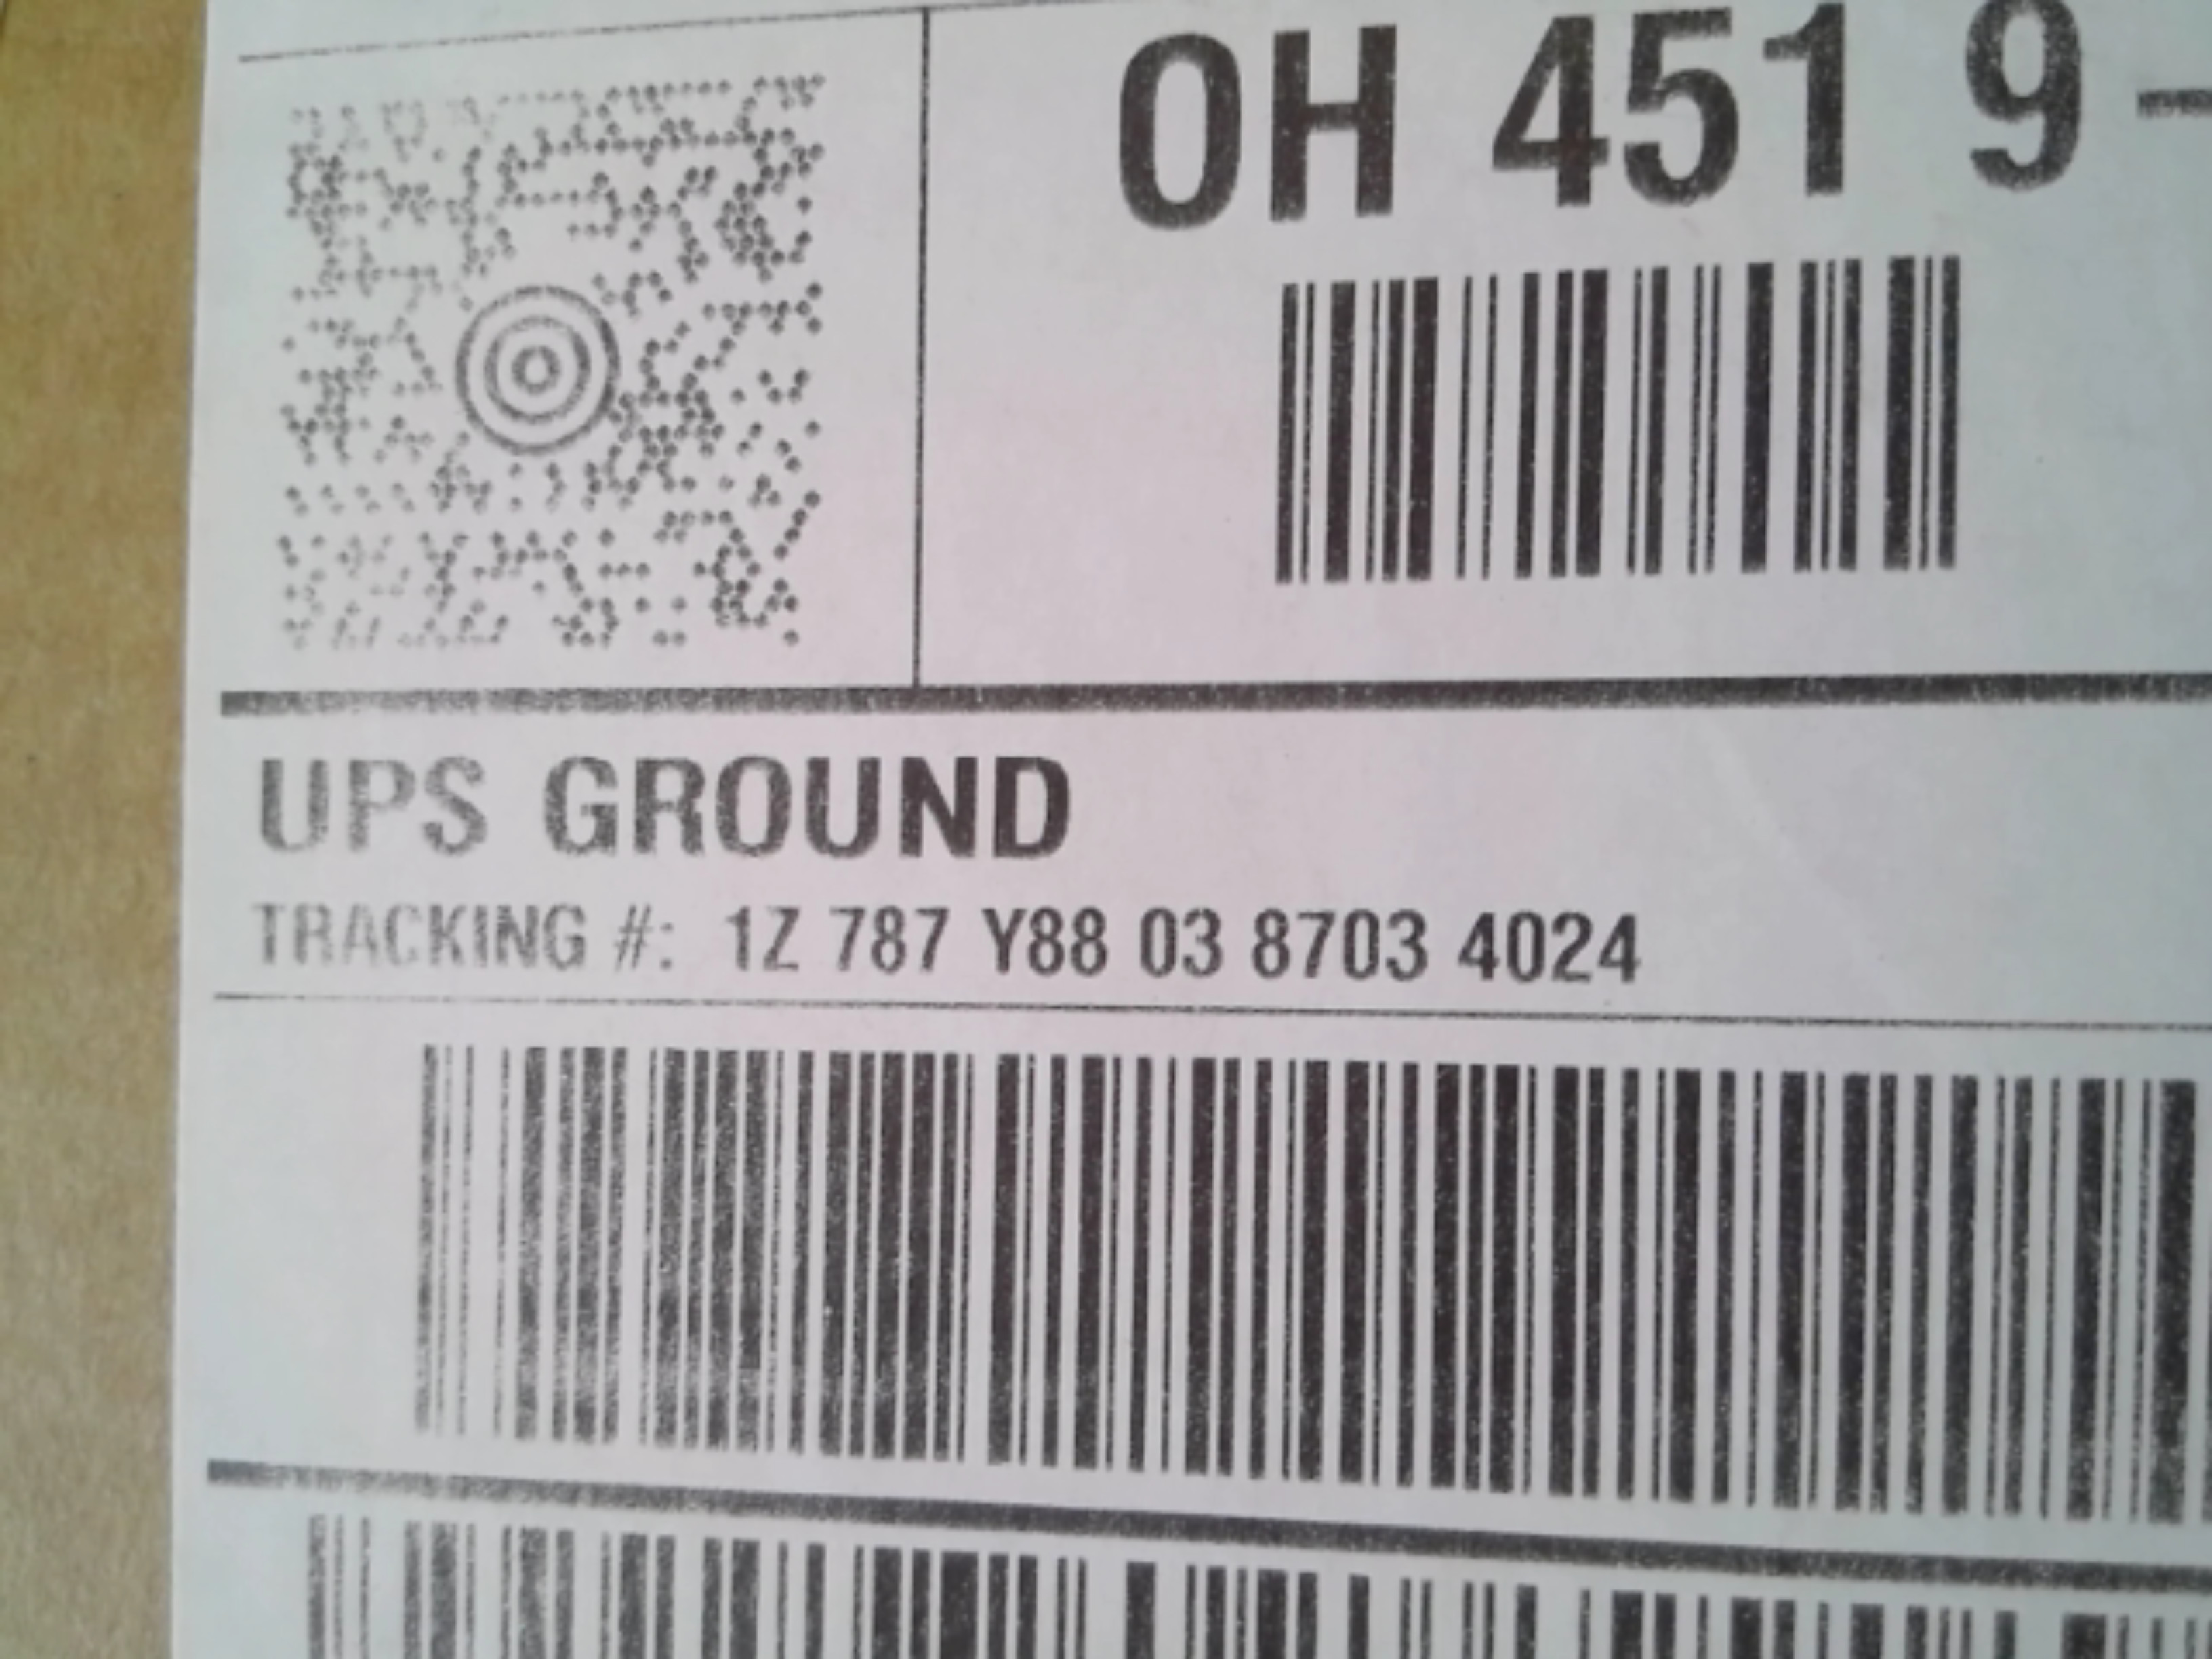 OH 451 9-
UPS GROUND
TRACKING #: 1Z 787 Y88 03 8703 4024